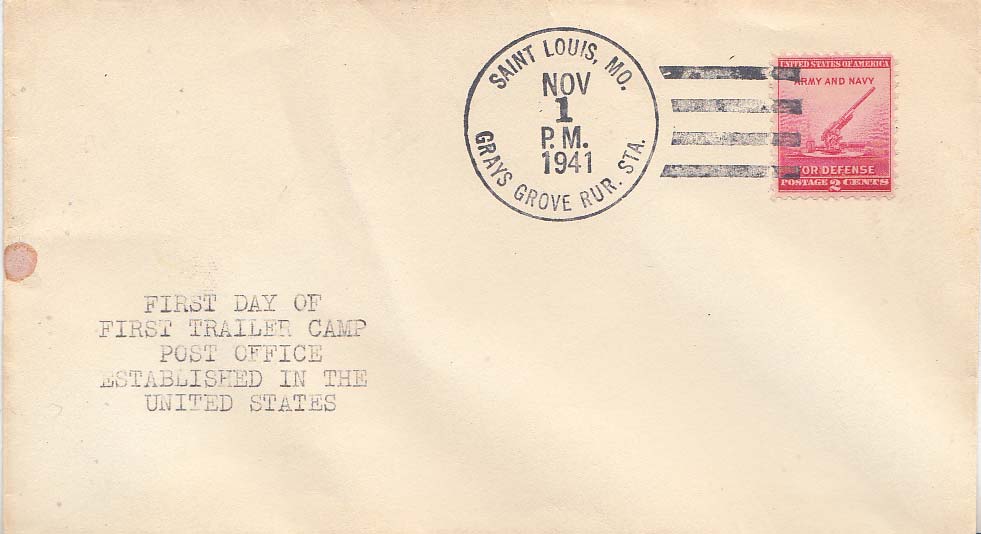 SAINT LOUIS, MO.
NOV
1
P.M.
1941
GRAYS GROVE RUR. STA.
UNITED STATES OF AMERICA
ARMY AND NAVY
FOR DEFENSE
POSTAGE 2 CENTS
FIRST DAY OF
FIRST TRAILER CAMP
POST OFFICE
ESTABLISHED IN THE
UNITED STATES